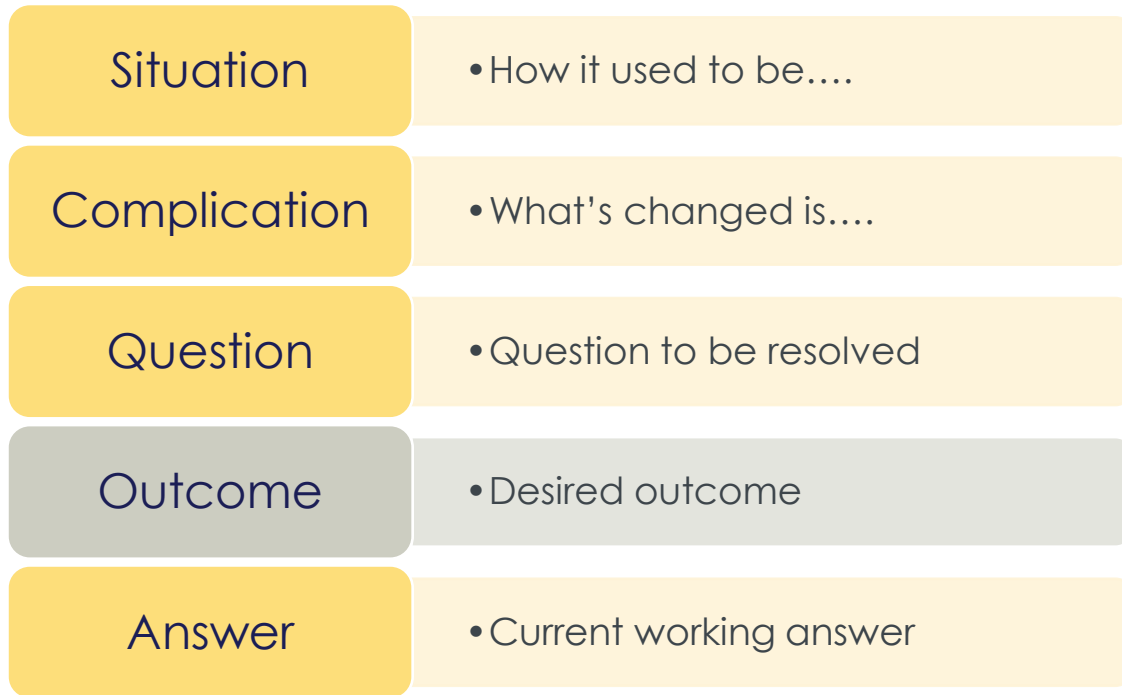 Situation
•How it used to be….
Complication
•What's changed is….
Question
•Question to be resolved
Outcome
•Desired outcome
Answer
•Current working answer